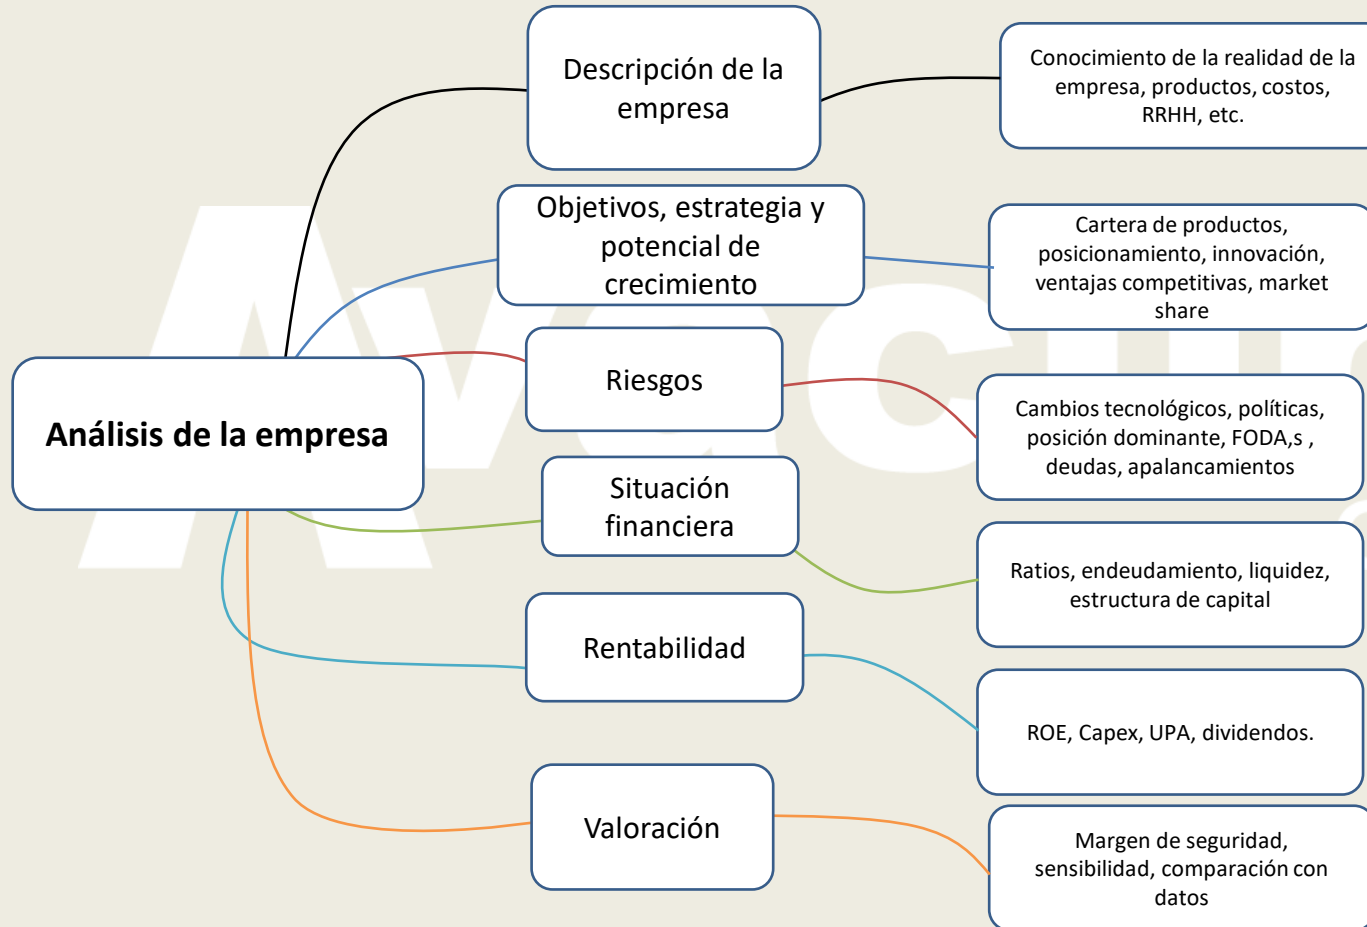 Descripción de la
empresa
Conocimiento de la realidad de la
empresa, productos, costos,
RRHH, etc.
Objetivos, estrategia y
potencial de
crecimiento
Cartera de productos,
posicionamiento, innovación,
ventajas competitivas, market
share
Análisis de la empresa
Riesgos
Cambios tecnológicos, políticas,
posición dominante, FODA,s ,
deudas, apalancamientos
Situación
financiera
Ratios, endeudamiento, liquidez,
estructura de capital
Rentabilidad
ROE, Capex, UPA, dividendos.
Valoración
Margen de seguridad,
sensibilidad, comparación con
datos